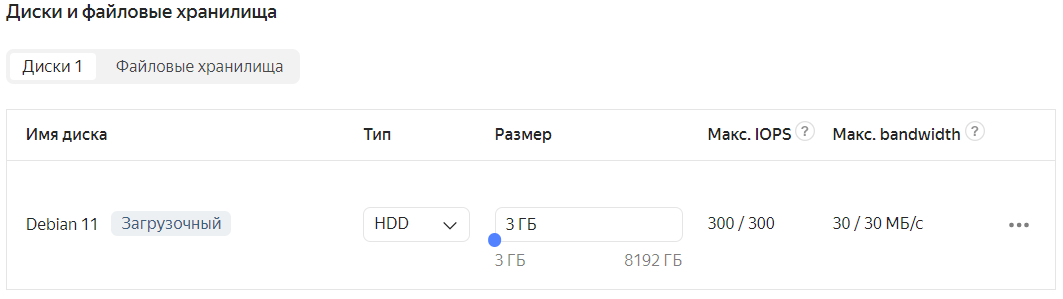 Диски и файловые хранилища
Диски 1 Файловые хранилища
Имя диска Тип Размер Макс. IOPS ? Макс. bandwidth ?
Debian 11 Загрузочный HDD 3 ГБ 300 / 300 30 / 30 МБ/с
3 ГБ 8192 ГБ